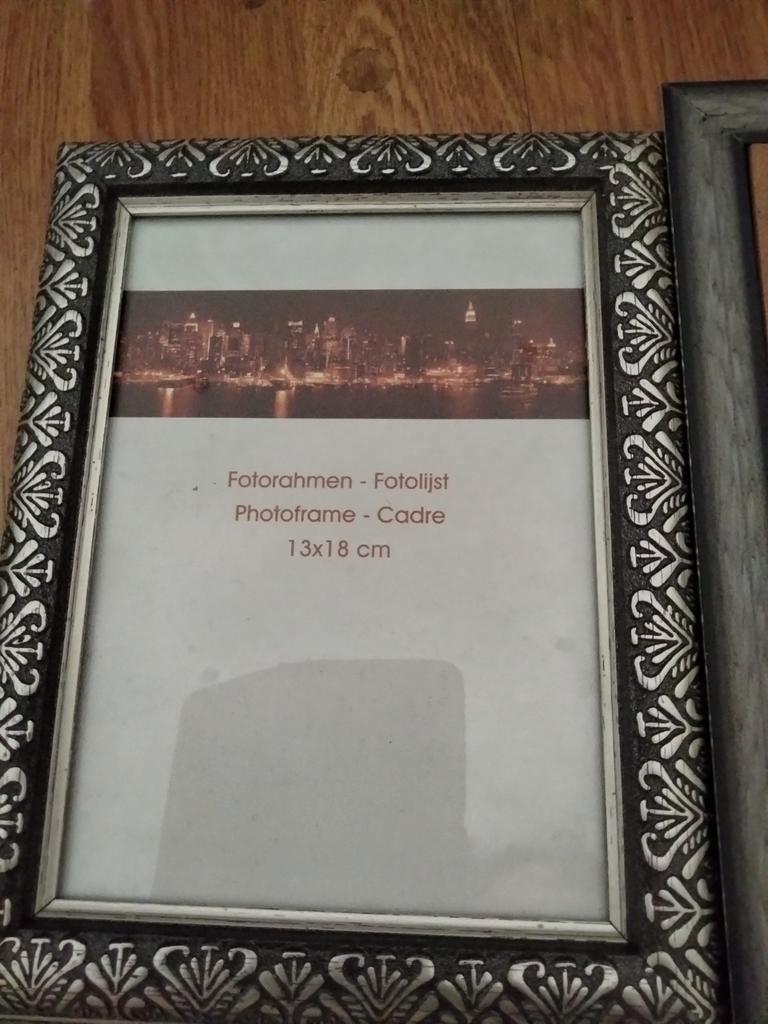 Fotorahmen - Fotolijst
Photoframe - Cadre
13x18 cm